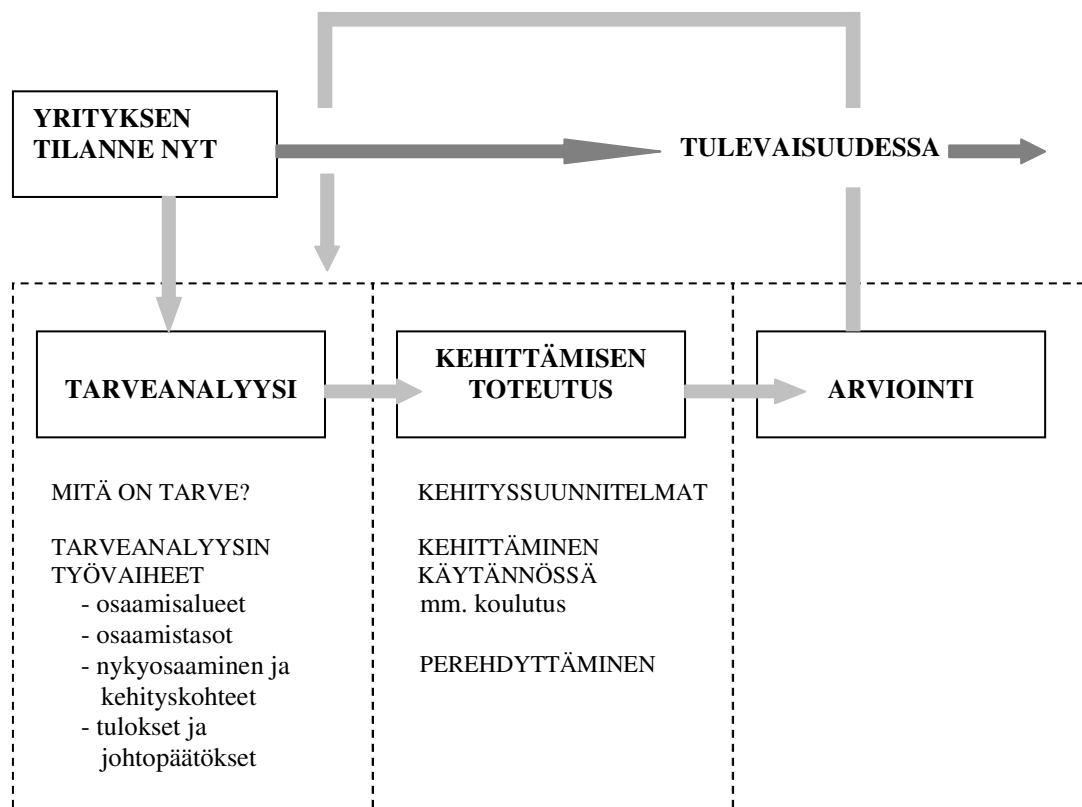 YRITYKSEN
TILANNE NYT
TULEVAISUUDESSA
TARVEANALYYSI
KEHITTÄMISEN
TOTEUTUS
ARVIOINTI
MITÄ ON TARVE?
TARVEANALYYSIN
TYÖVAIHEET
- osaamisalueet
- osaamistasot
- nykyosaaminen ja
kehityskohteet
- tulokset ja
johtopäätökset
KEHITYSSUUNNITELMAT
KEHITTÄMINEN
KÄYTÄNNÖSSÄ
mm. koulutus
PEREHDYTTÄMINEN